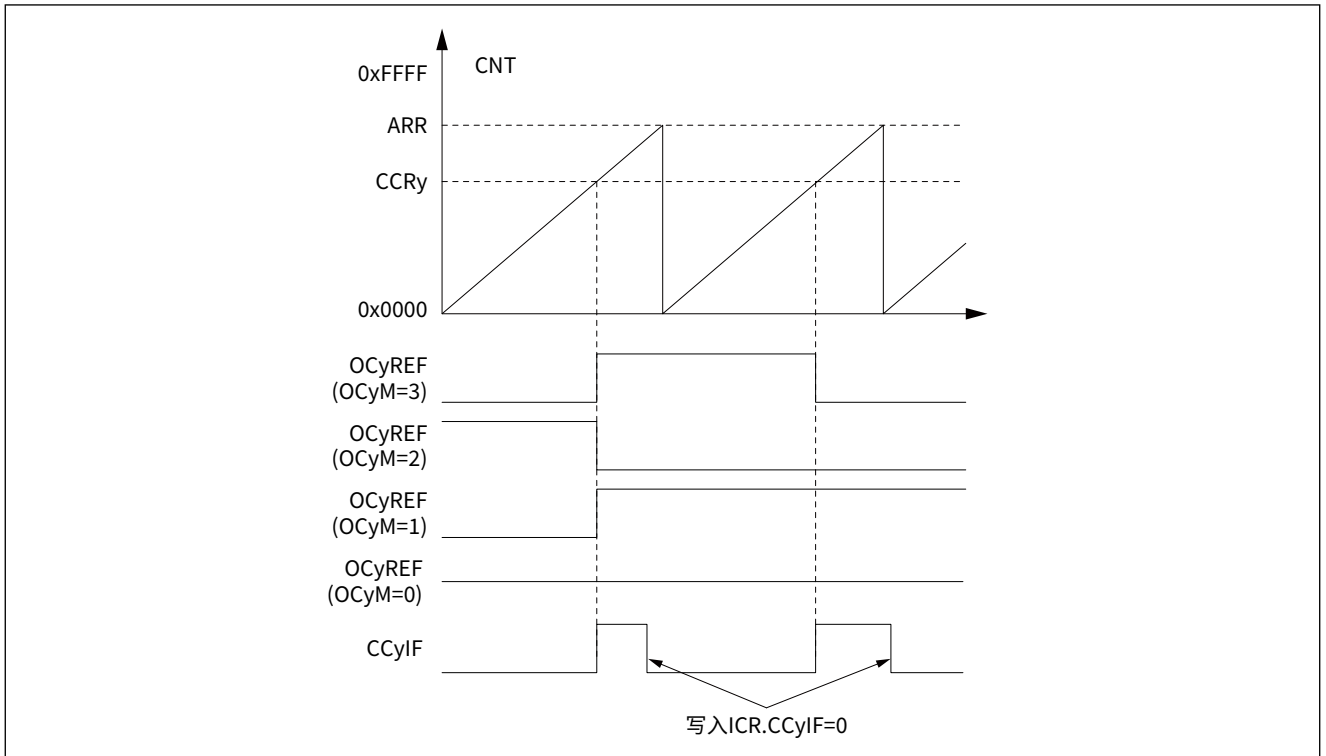 CNT
0xFFFF
ARR
CCRy
0x0000
OCyREF
(OCyM=3)
OCyREF
(OCyM=2)
OCyREF
(OCyM=1)
OCyREF
(OCyM=0)
CCyIF
写入ICR.CCyIF=0